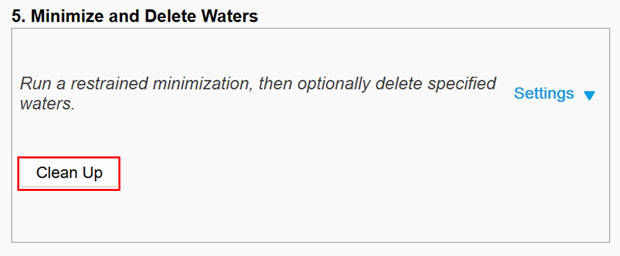 5. Minimize and Delete Waters
Run a restrained minimization, then optionally delete specified
waters.
Settings
Clean Up